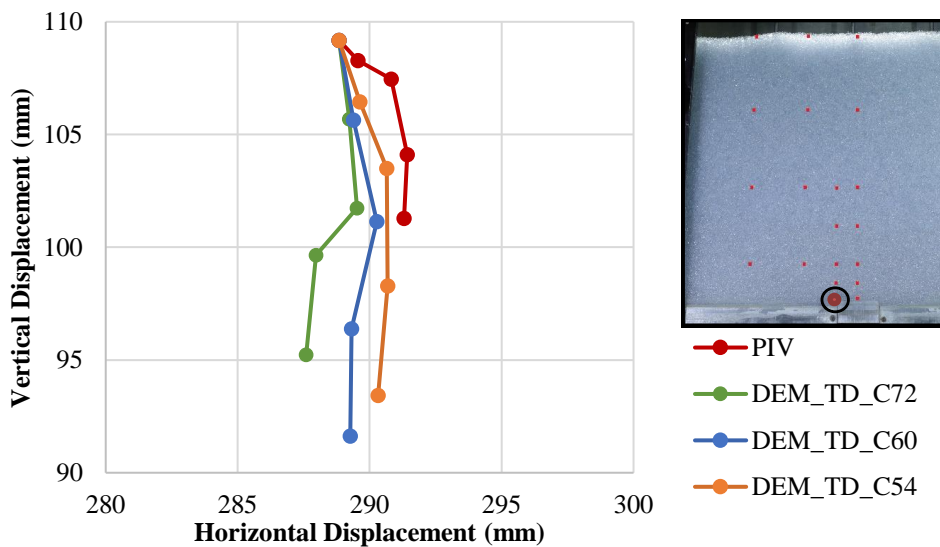 110
105
100
95
90
Vertical Displacement (mm)
280
285
290
295
300
Horizontal Displacement (mm)
PIV
DEM_TD_C72
DEM_TD_C60
DEM_TD_C54